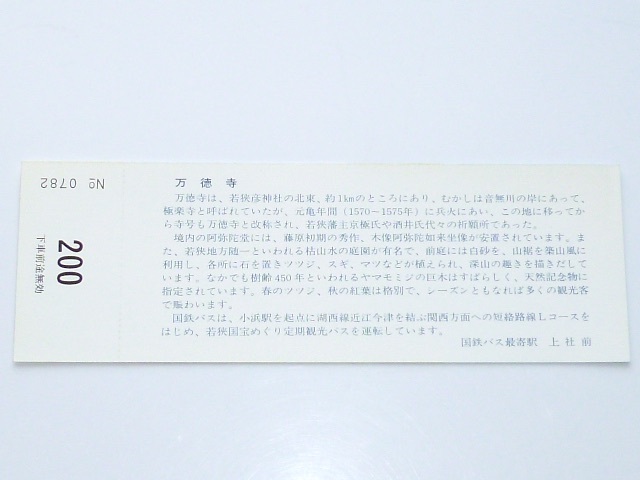 № 0782
200
下車前途無効
万徳寺
万徳寺は、若狭彦神社の北東、約1kmのところにあり、むかしは音無川の岸にあって、
極楽寺と呼ばれていたが、元亀年間（1570〜1575年）に兵火にあい、この地に移ってか
ら寺号も万徳寺と改称され、若狭藩主京極氏や酒井氏代々の祈願所であった。
境内の阿弥陀堂には、藤原初期の秀作、木像阿弥陀如来坐像が安置されています。ま
た、若狭地方随一といわれる枯山水の庭園が有名で、前庭には白砂を、山裾を築山風に
利用し、各所に石を置きツツジ、スギ、マツなどが植えられ、深山の趣きを描きだして
います。なかでも樹齢450年といわれるヤマモミジの巨木はすばらしく、天然記念物に
指定されています。春のツツジ、秋の紅葉は格別で、シーズンともなれば多くの観光客
で賑わいます。
国鉄バスは、小浜駅を起点に湖西線近江今津を結ぶ関西方面への短絡路線Lコースを
はじめ、若狭国宝めぐり定期観光バスを運転しています。
国鉄バス最寄駅 上社前